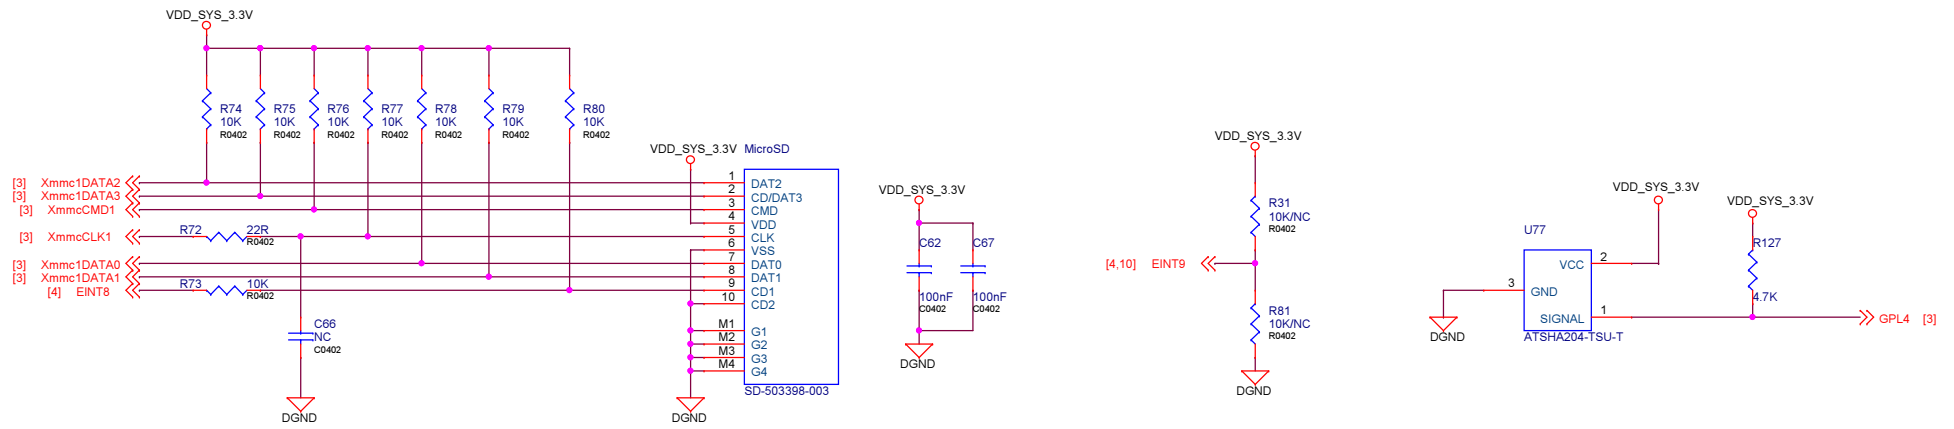 VDD_SYS_3.3V
R74
10K
R0402
R75
10K
R0402
R76
10K
R0402
R77
10K
R0402
R78
10K
R0402
R79
10K
R0402
R80
10K
R0402
[3] Xmmc1DATA2
[3] Xmmc1DATA3
[3] XmmcCMD1
[3] XmmcCLK1
[3] Xmmc1DATA0
[3] Xmmc1DATA1
[4] EINT8
R72 22R
R0402
R73 10K
R0402
C66
NC
C0402
DGND
VDD_SYS_3.3V MicroSD
1 DAT2
2 CD/DAT3
3 CMD
4 VDD
5 CLK
6 VSS
7 DAT0
8 DAT1
9 CD1
10 CD2
M1 G1
M2 G2
M3 G3
M4 G4
SD-503398-003
DGND
VDD_SYS_3.3V
C62
100nF
C0402
C67
100nF
C0402
DGND
VDD_SYS_3.3V
R31
10K/NC
R0402
[4,10] EINT9
R81
10K/NC
R0402
DGND
VDD_SYS_3.3V
U77
VCC 2
3 GND
SIGNAL 1
ATSHA204-TSU-T
DGND
VDD_SYS_3.3V
R127
4.7K
GPL4 [3]